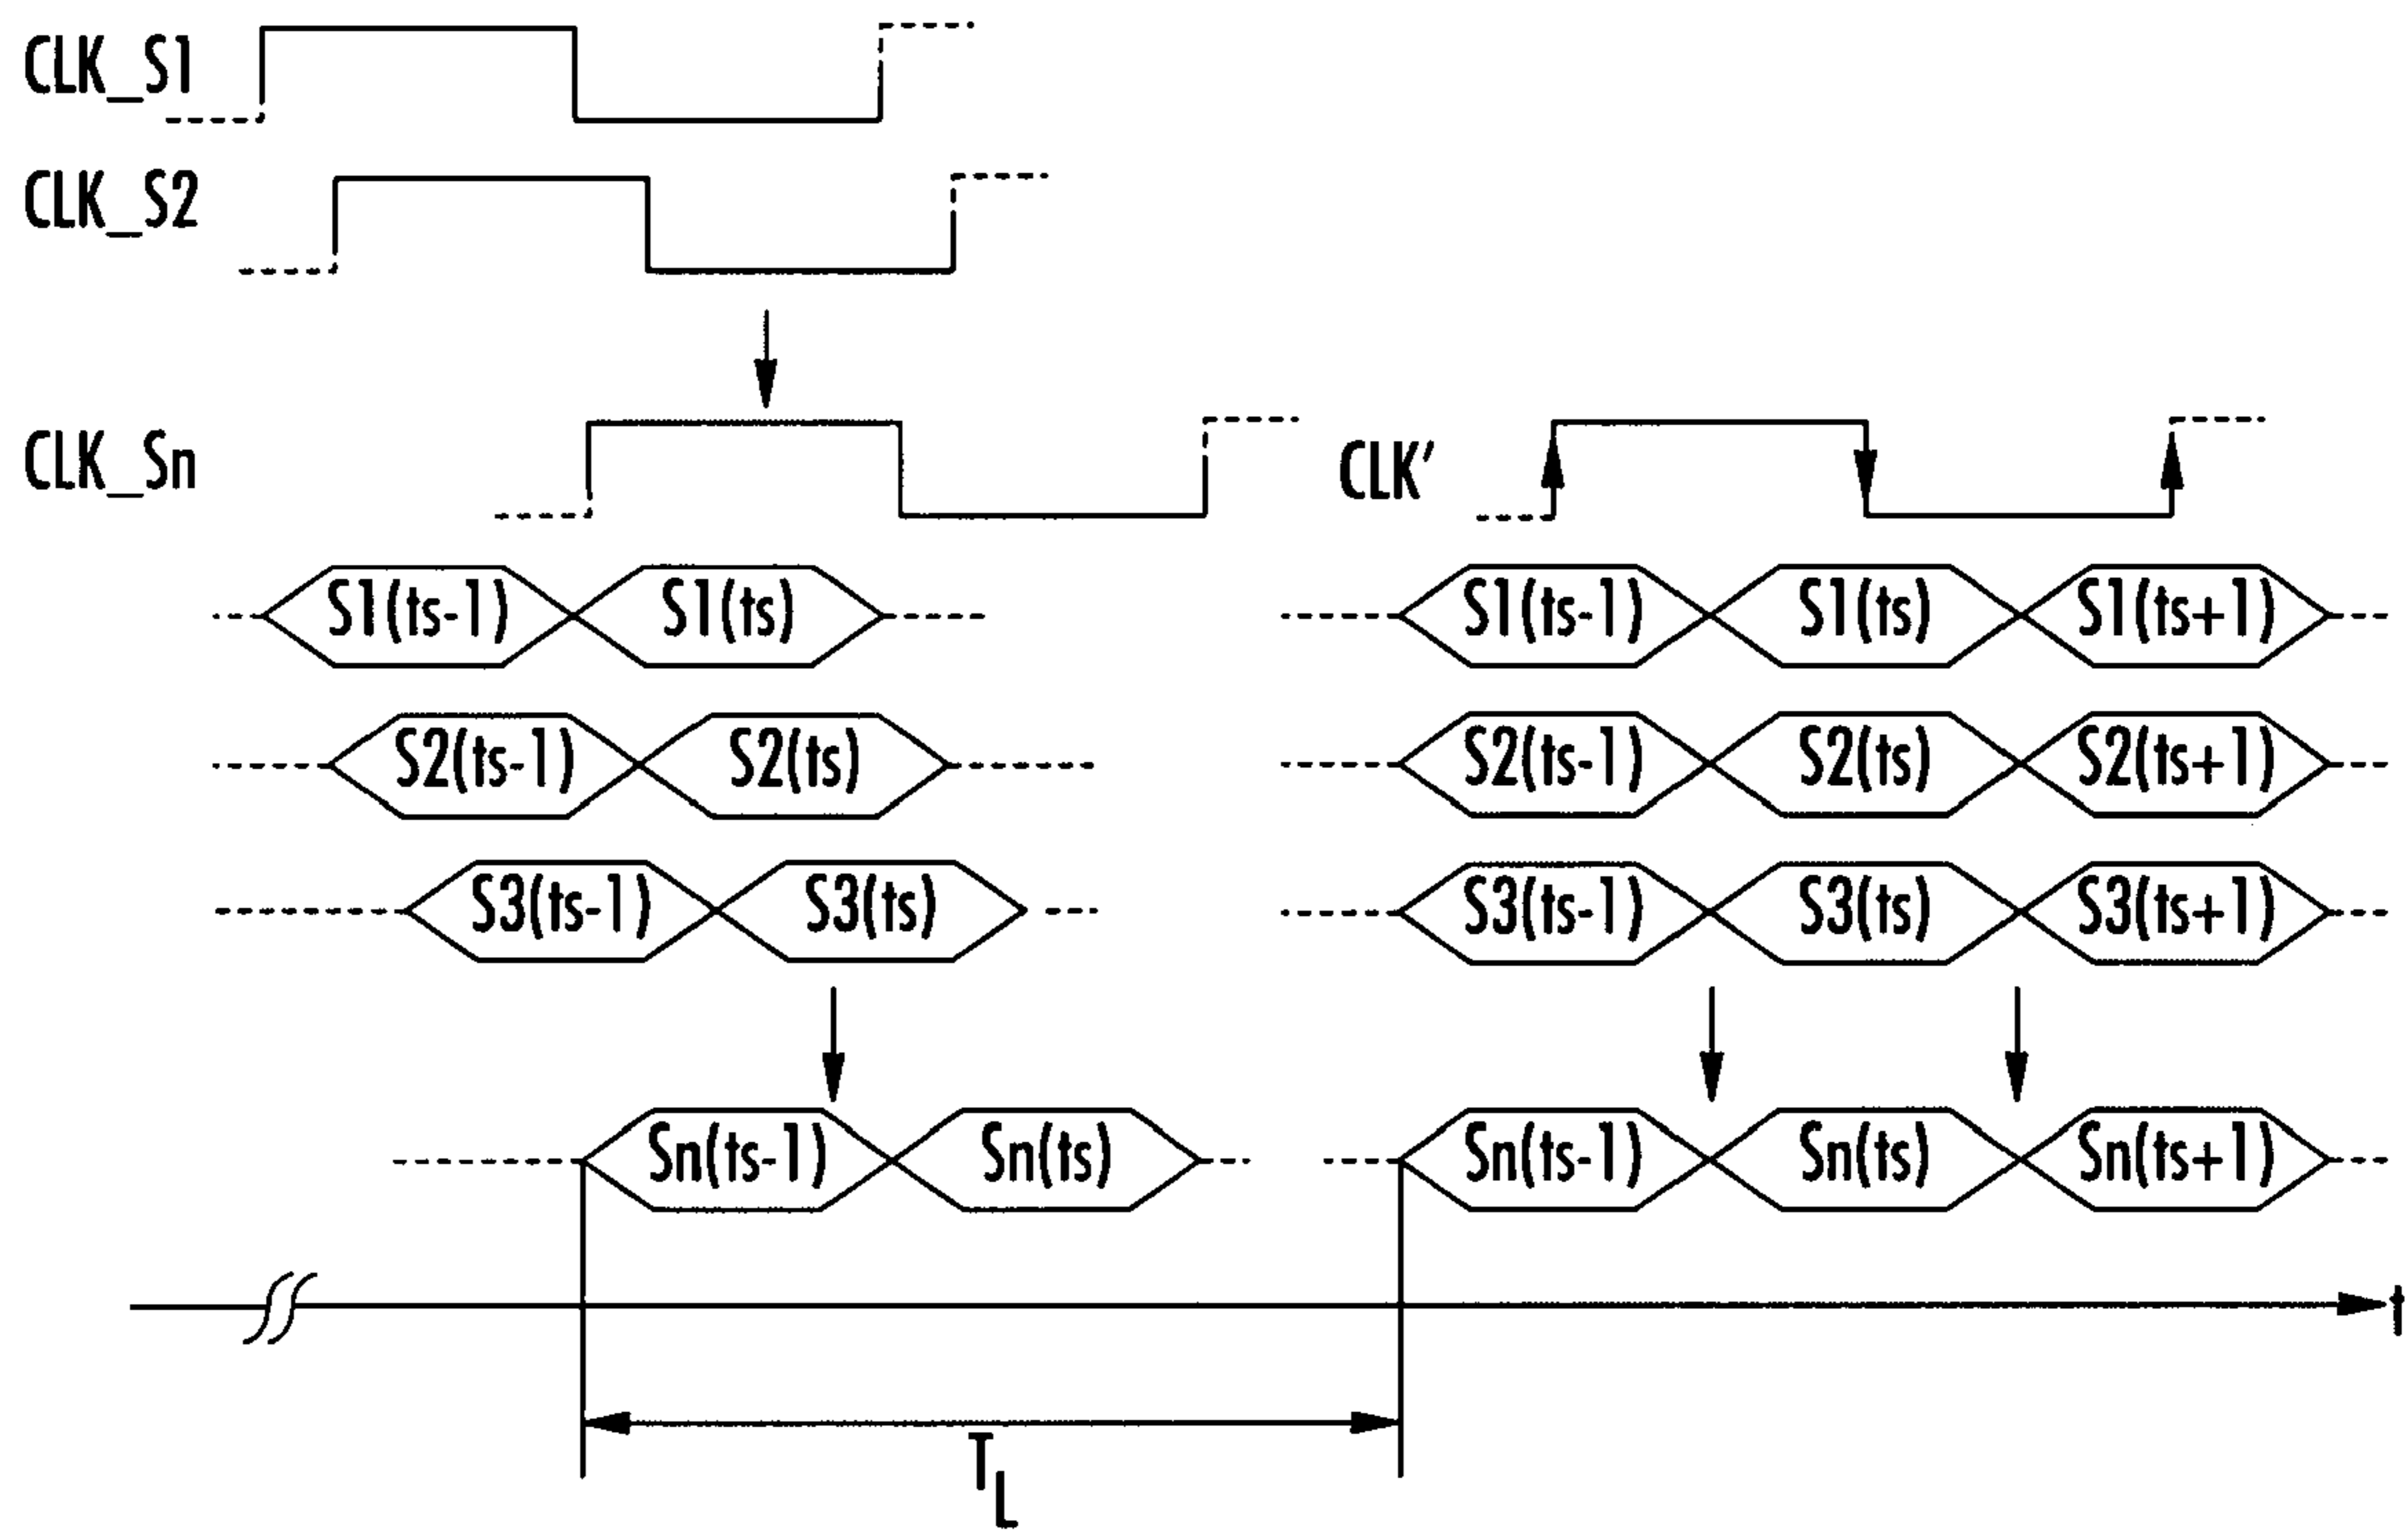 CLK_S1
CLK_S2
CLK_Sn
CLK'
S1(ts-1) S1(ts) S1(ts-1) S1(ts) S1(ts+1)
S2(ts-1) S2(ts) S2(ts-1) S2(ts) S2(ts+1)
S3(ts-1) S3(ts) S3(ts-1) S3(ts) S3(ts+1)
Sn(ts-1) Sn(ts) Sn(ts-1) Sn(ts) Sn(ts+1)
t
TL